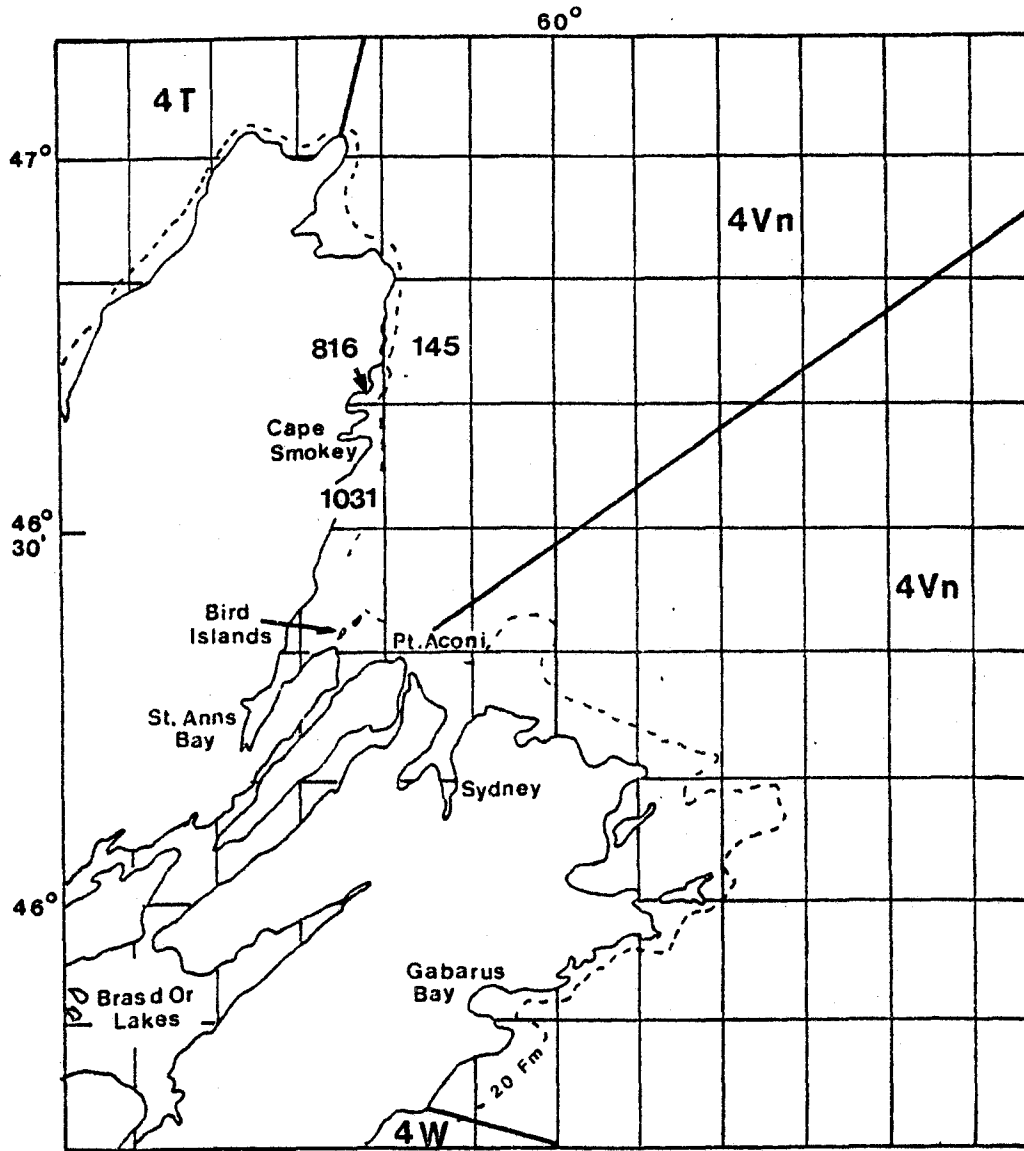 60°
4T
47°
4Vn
816
145
Cape
Smokey
1031
46°
30'
4Vn
Bird
Islands
Pt. Aconi
St. Anns
Bay
Sydney
46°
Gabarus
Bay
Bras d Or
Lakes
20 Fm
4W